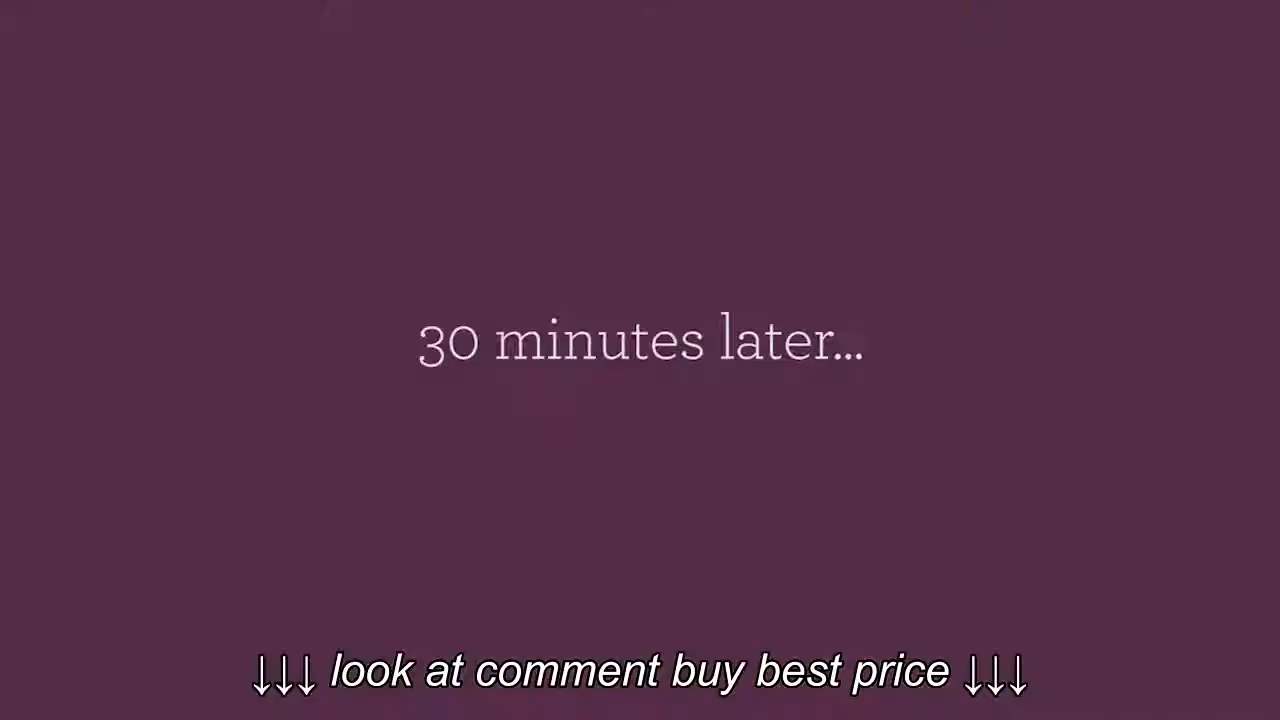 30 minutes later...
↓↓↓ look at comment buy best price ↓↓↓